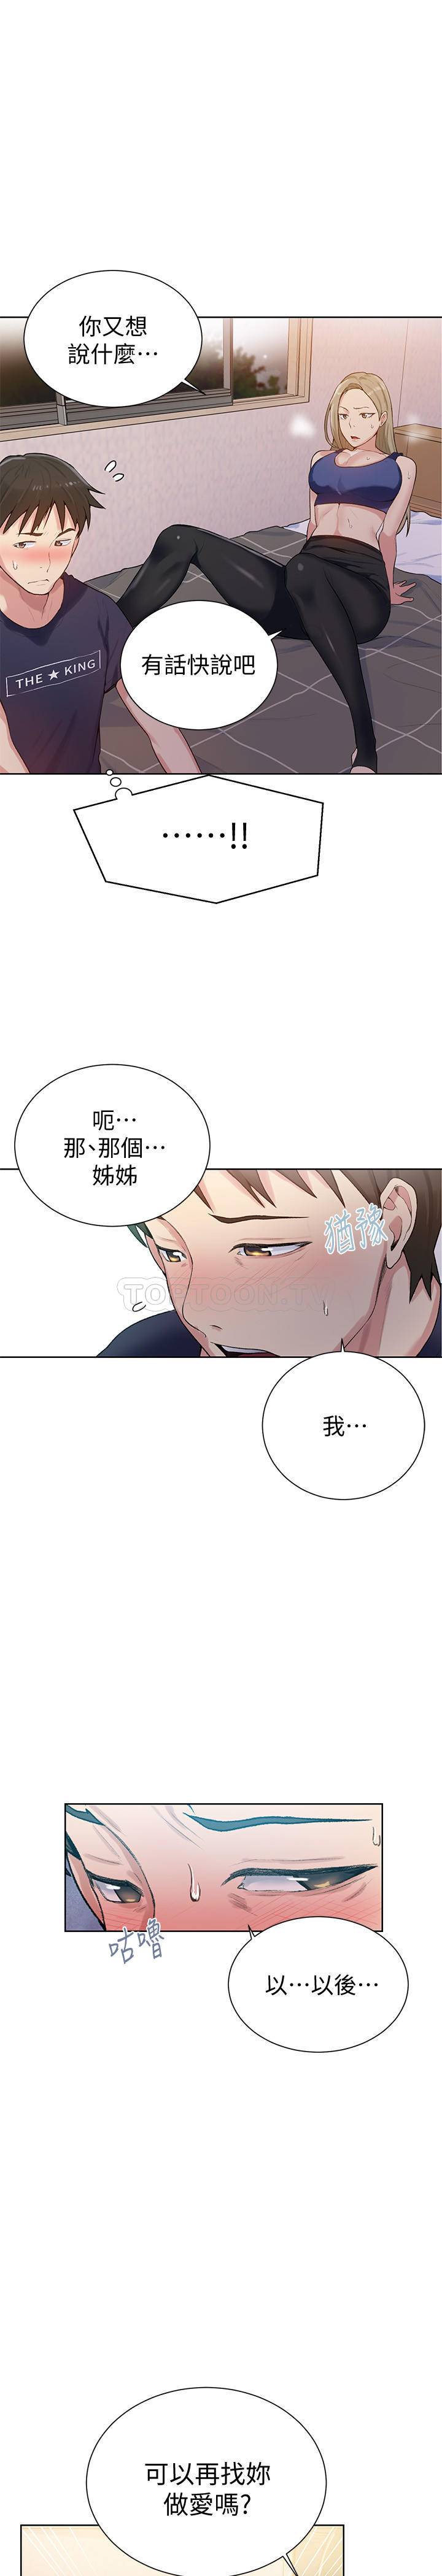 你又想
說什麼⋯
THE ★ KING
有話快說吧
⋯⋯!!
呃⋯
那、那個⋯
姊姊
猶豫
TOPTOON.TV
我⋯
咕嚕
以⋯以後⋯
可以再找妳
做愛嗎?